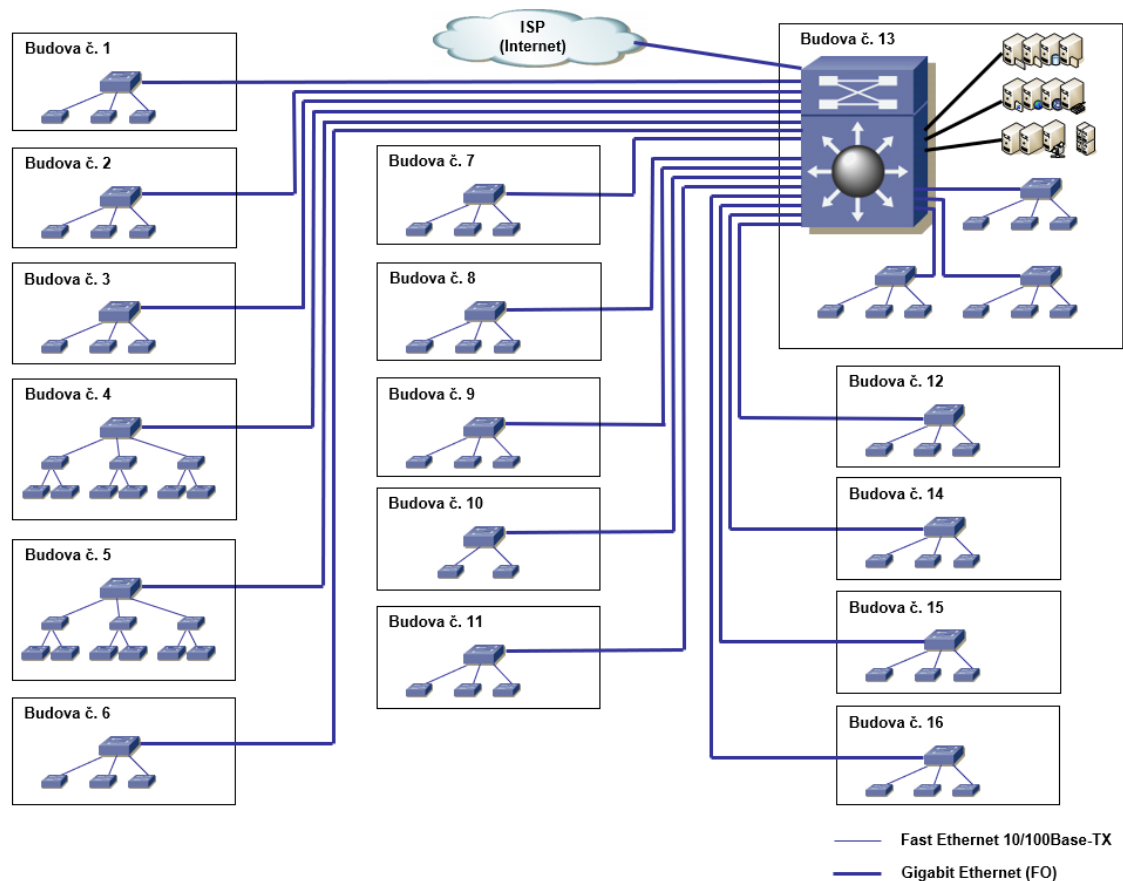 ISP
(Internet)
Budova č. 13
Budova č. 1
Budova č. 2
Budova č. 3
Budova č. 4
Budova č. 5
Budova č. 6
Budova č. 7
Budova č. 8
Budova č. 9
Budova č. 10
Budova č. 11
Budova č. 12
Budova č. 14
Budova č. 15
Budova č. 16
Fast Ethernet 10/100Base-TX
Gigabit Ethernet (FO)